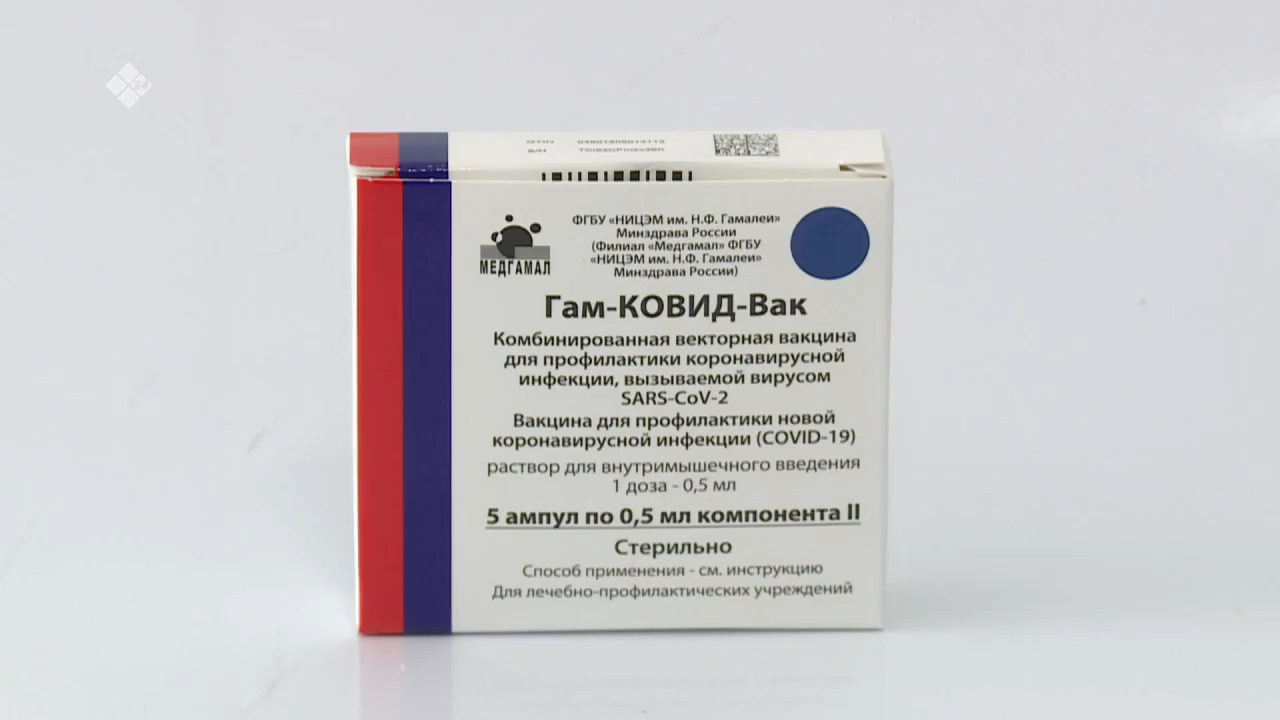 24
GTIN
S/N
ФГБУ «НИЦЭМ им. Н.Ф. Гамалеи»
Минздрава России
(Филиал «Медгамал» ФГБУ
«НИЦЭМ им. Н.Ф. Гамалеи»
Минздрава России)
МЕДГАМАЛ
Гам-КОВИД-Вак
Комбинированная векторная вакцина
для профилактики коронавирусной
инфекции, вызываемой вирусом
SARS-CoV-2
Вакцина для профилактики новой
коронавирусной инфекции (COVID-19)
раствор для внутримышечного введения
1 доза - 0,5 мл
5 ампул по 0,5 мл компонента II
Стерильно
Способ применения - см. инструкцию
Для лечебно-профилактических учреждений